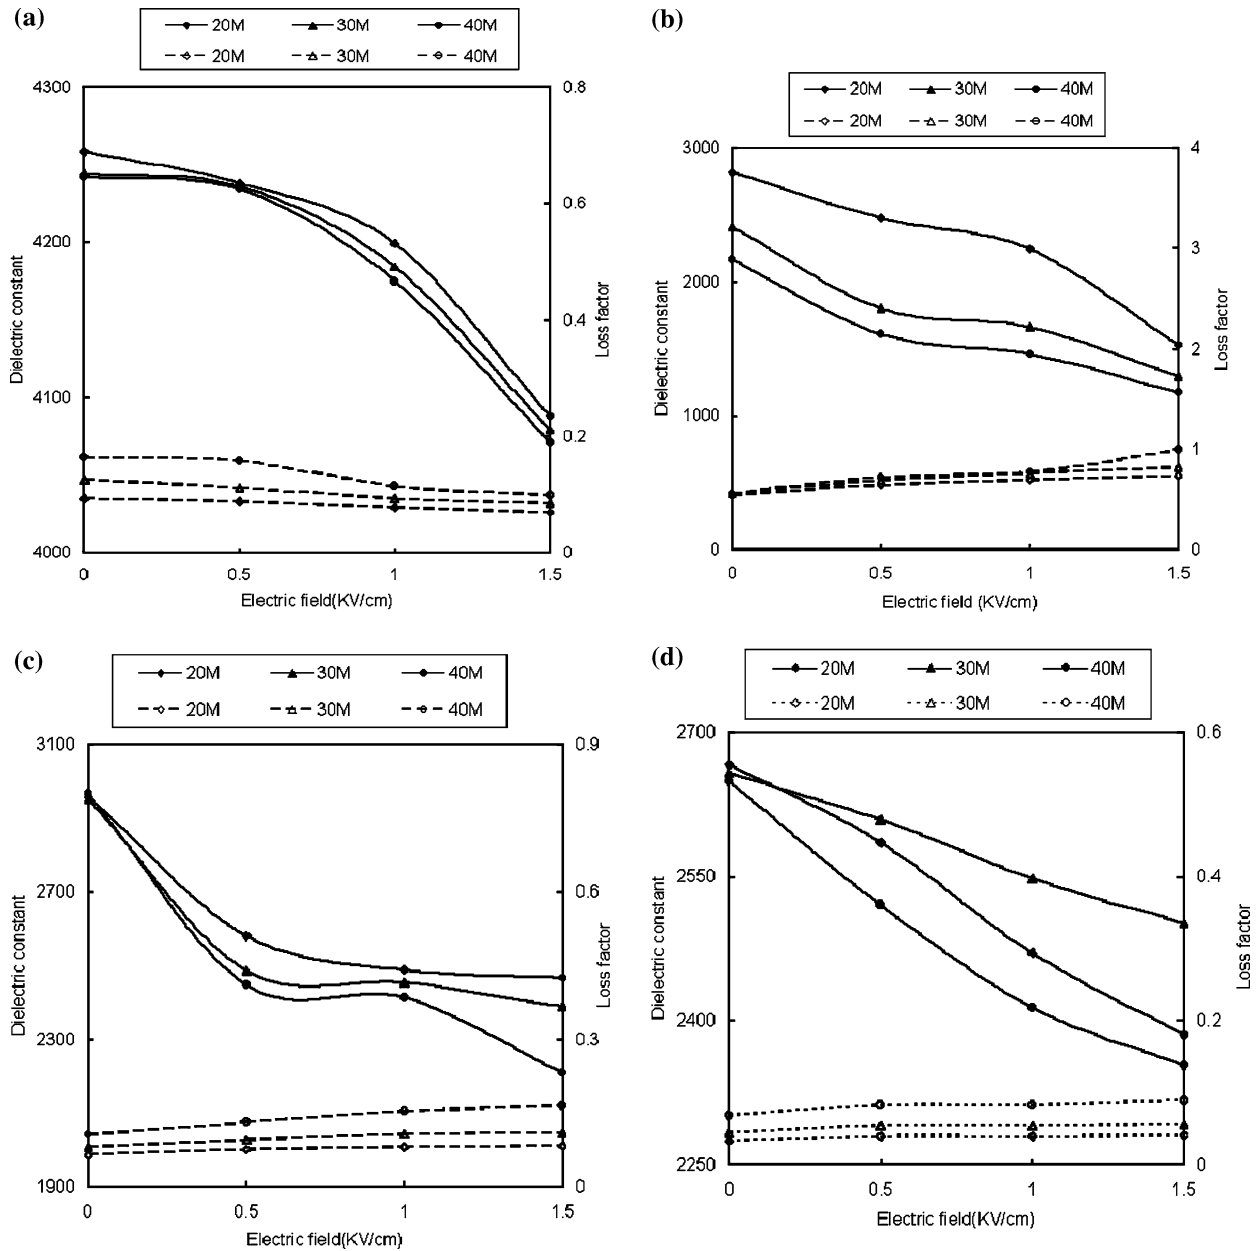 (a)
20M 30M 40M
20M 30M 40M
4300
4200
4100
4000
0.8
0.6
0.4
0.2
0
0 0.5 1 1.5
Dielectric constant
Loss factor
Electric field(KV/cm)
(b)
20M 30M 40M
20M 30M 40M
3000
2000
1000
0
4
3
2
1
0
0 0.5 1 1.5
Dielectric constant
Loss factor
Electric field (KV/cm)
(c)
20M 30M 40M
20M 30M 40M
3100
2700
2300
1900
0.9
0.6
0.3
0
0 0.5 1 1.5
Dielectric constant
Loss factor
Electric field(KV/cm)
(d)
20M 30M 40M
20M 30M 40M
2700
2550
2400
2250
0.6
0.4
0.2
0
0 0.5 1 1.5
Dielectric constant
Loss factor
Electric field(KV/cm)